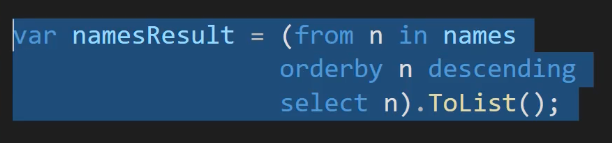 var namesResult = (from n in names
                   orderby n descending
                   select n).ToList();